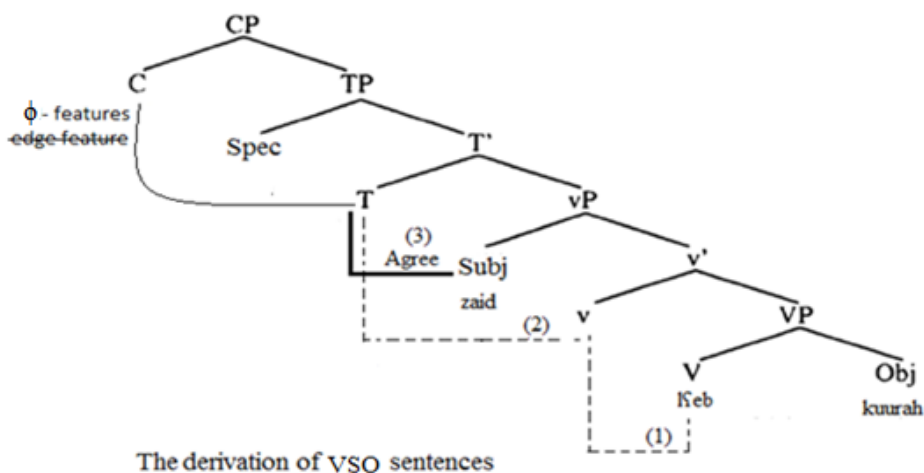 CP
C TP
ϕ - features
edge feature
Spec T'
T vP
(3)
Agree Subj v'
zaid
v VP
(2)
V Obj
lʕeb kuurah
(1)
The derivation of VSO sentences